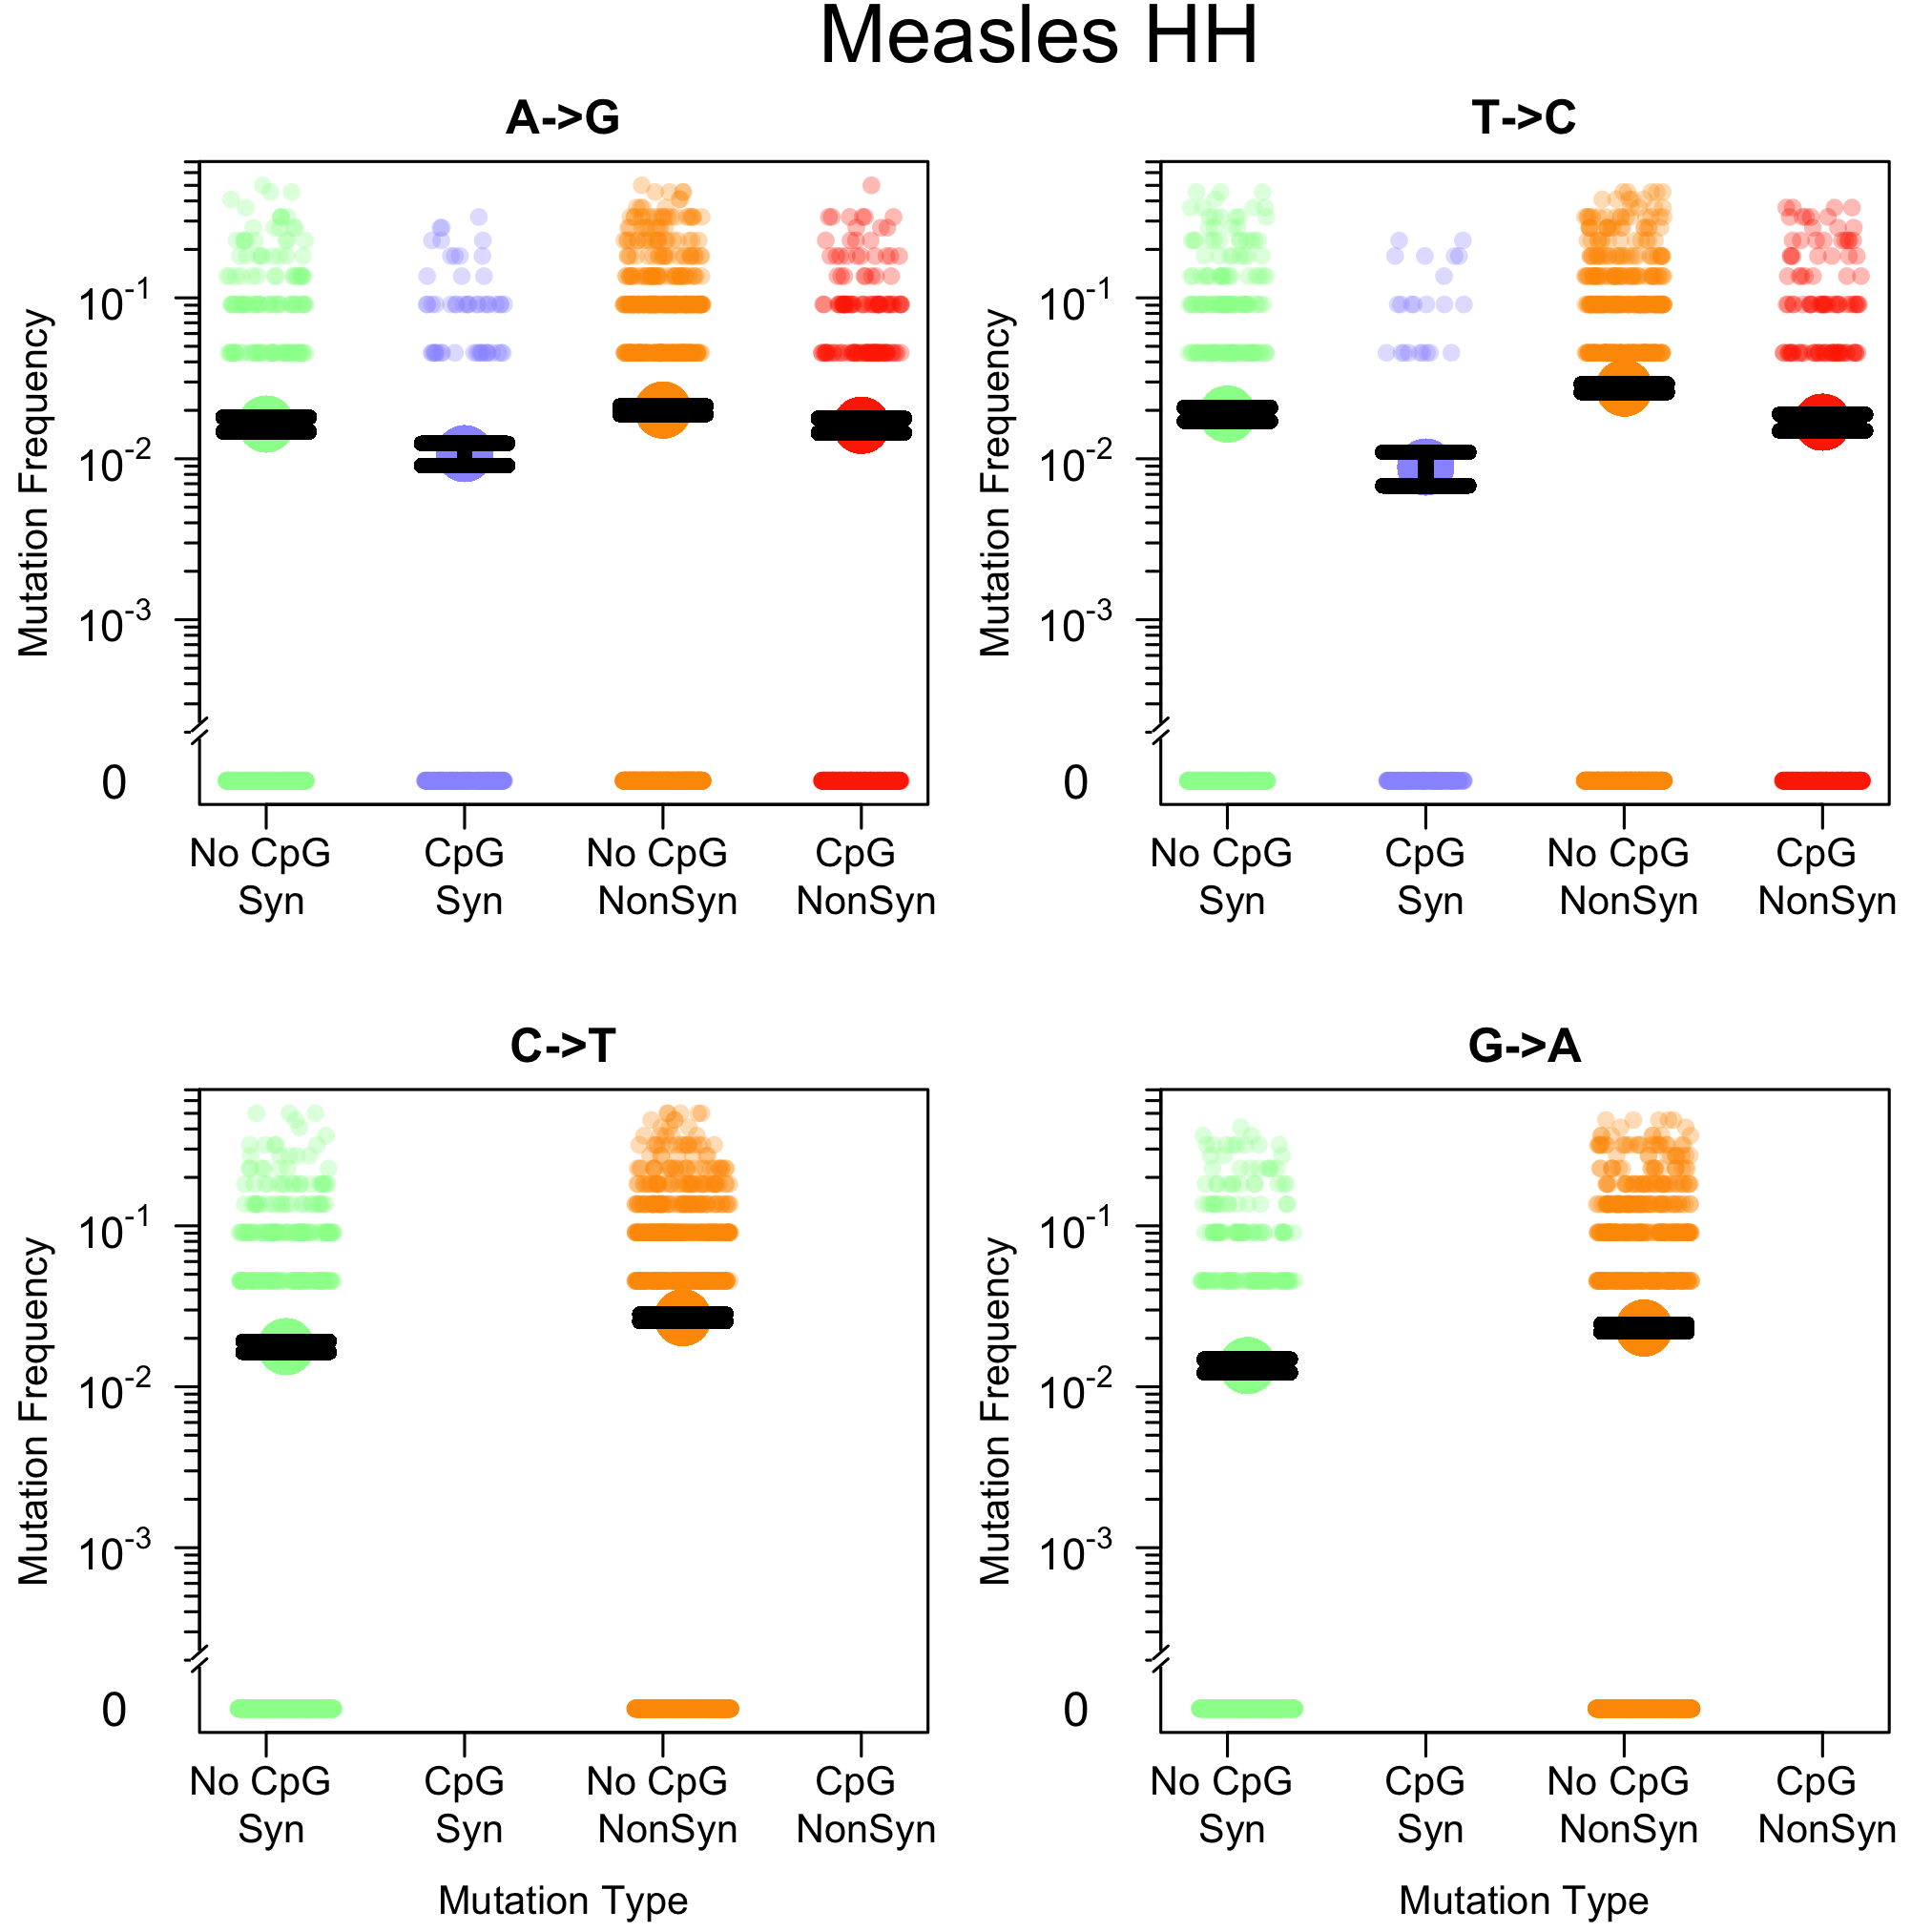 Measles HH
A->G
Mutation Frequency
10-1
10-2
10-3
0
No CpG CpG No CpG CpG
Syn Syn NonSyn NonSyn
T->C
Mutation Frequency
10-1
10-2
10-3
0
No CpG CpG No CpG CpG
Syn Syn NonSyn NonSyn
C->T
Mutation Frequency
10-1
10-2
10-3
0
No CpG CpG No CpG CpG
Syn Syn NonSyn NonSyn
Mutation Type
G->A
Mutation Frequency
10-1
10-2
10-3
0
No CpG CpG No CpG CpG
Syn Syn NonSyn NonSyn
Mutation Type